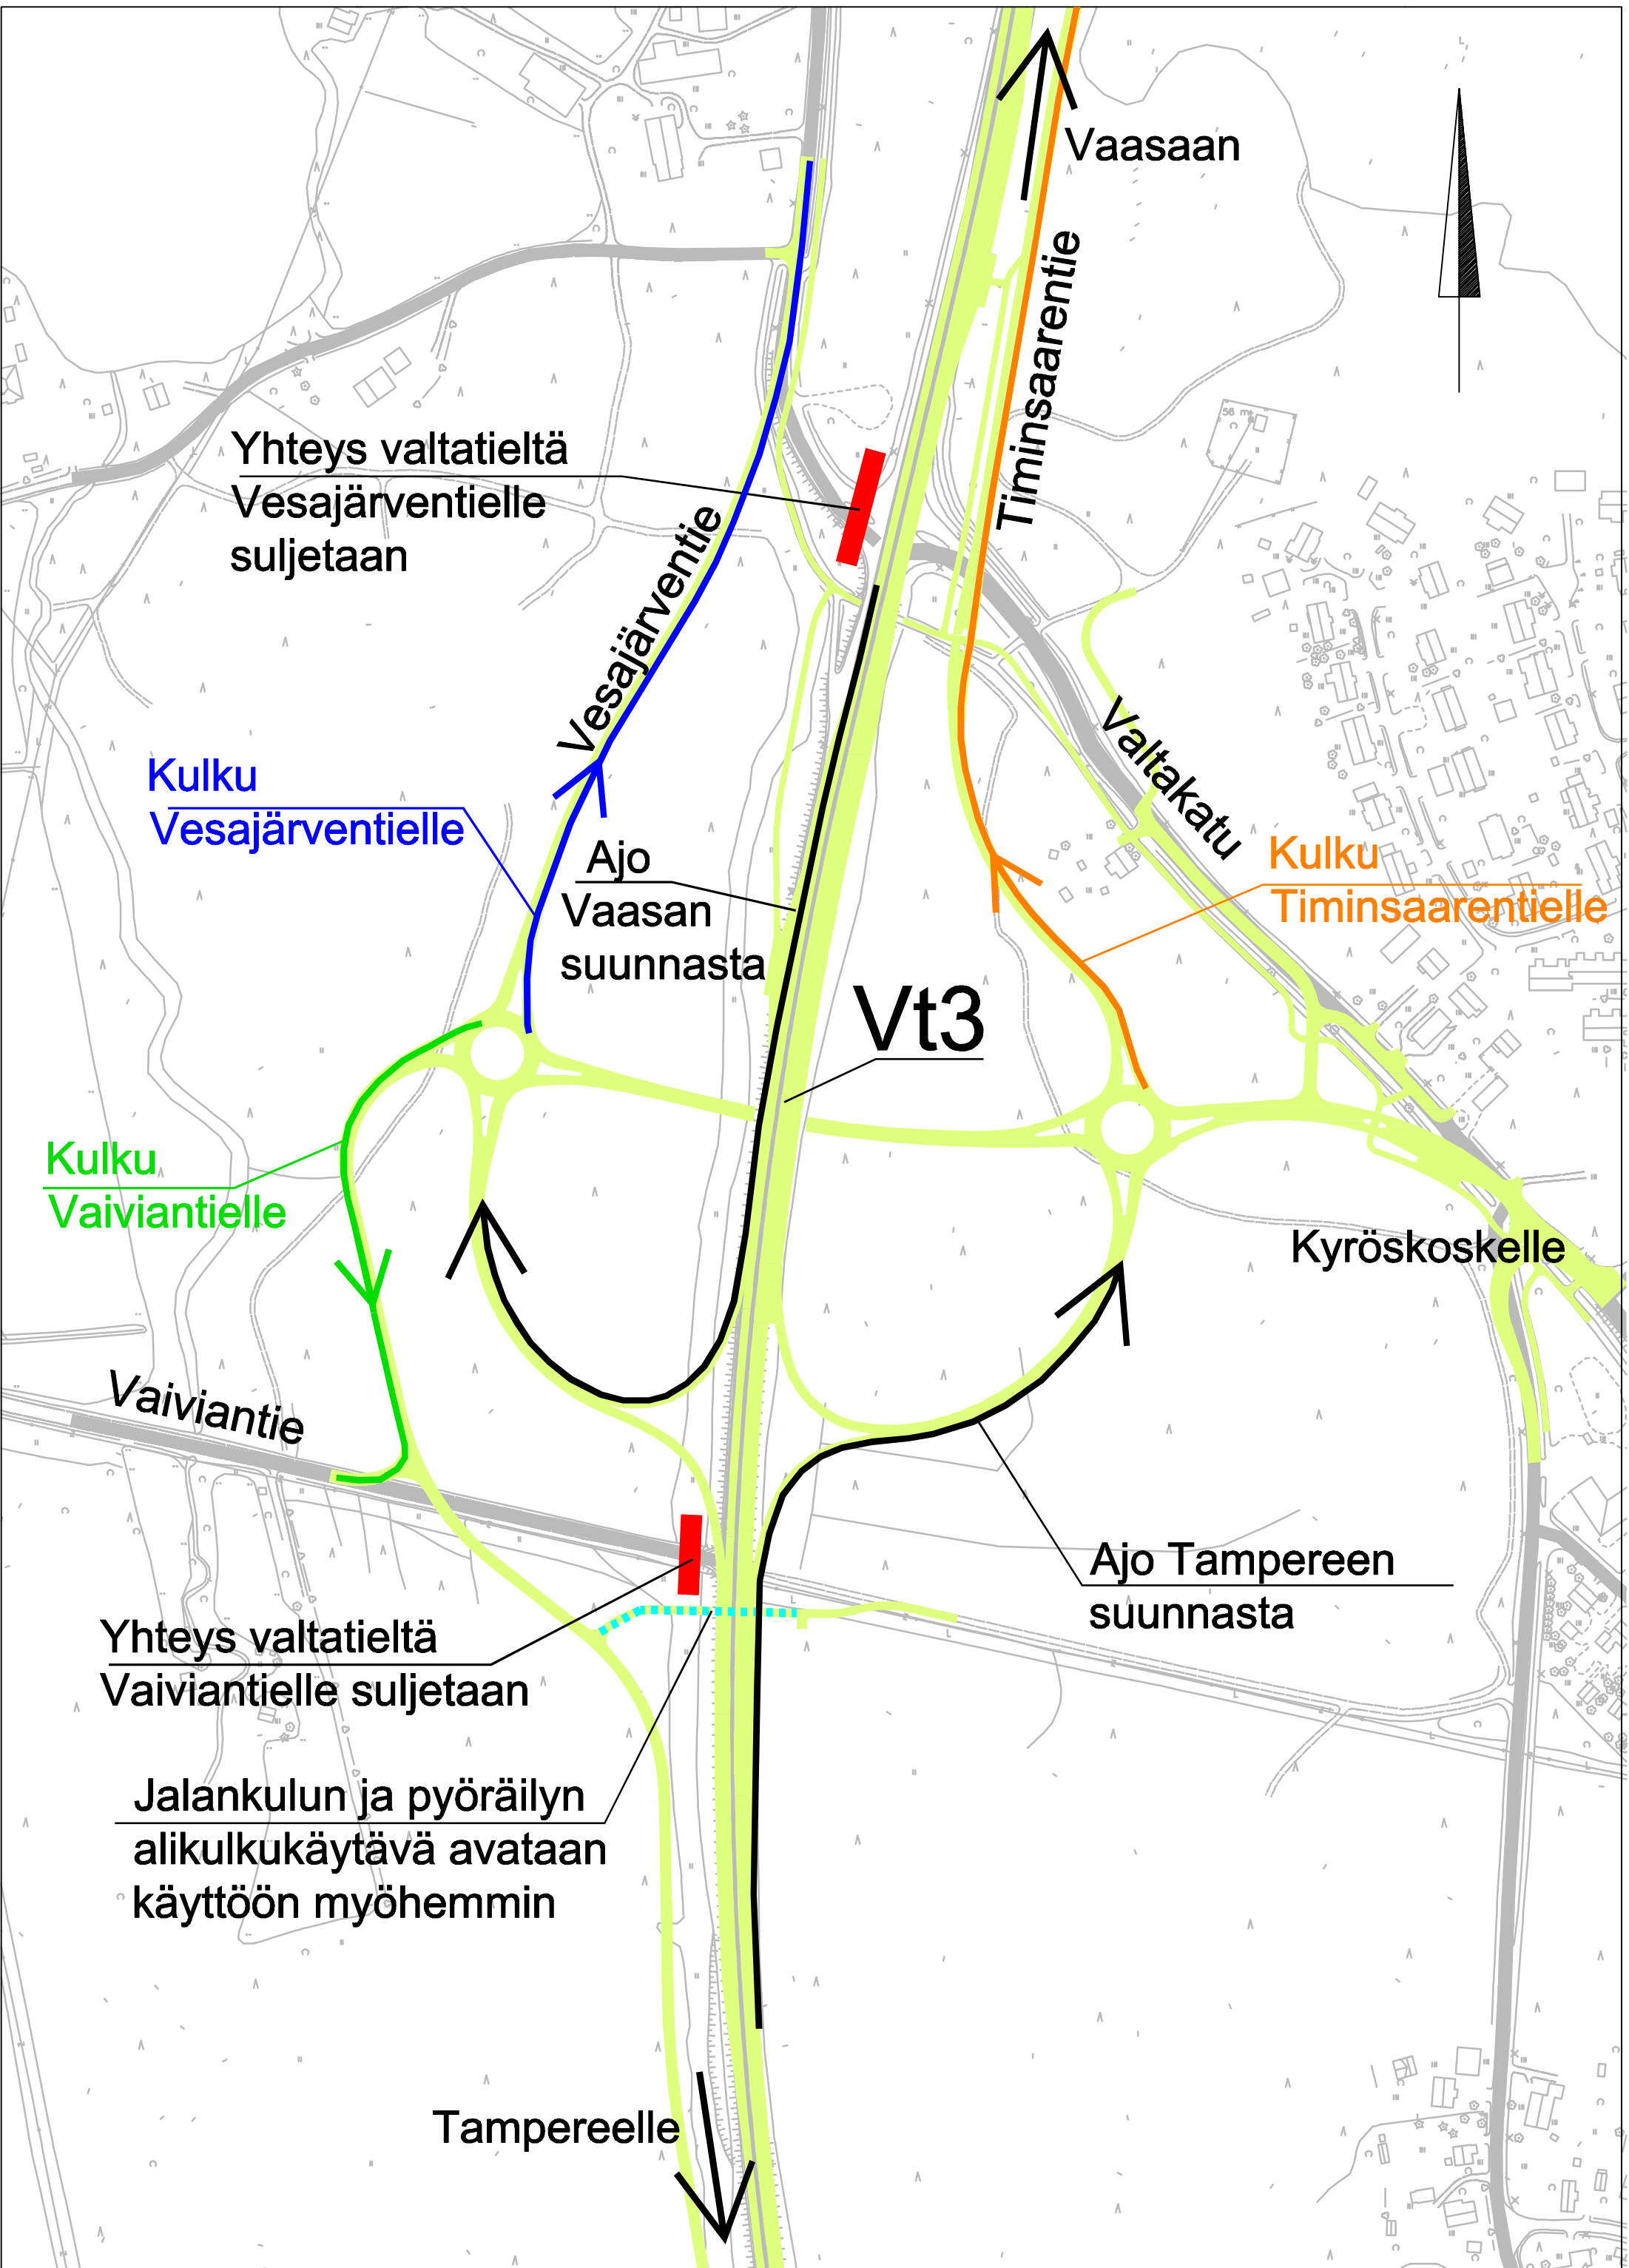 Vaasaan
Timinsaarentie
Yhteys valtatieltä
Vesajärventielle
suljetaan
58 m
Vesajärventie
Valtakatu
Kulku
Vesajärventielle
Ajo
Vaasan
suunnasta
Kulku
Timinsaarentielle
Vt3
Kulku
Vaiviantielle
Kyröskoskelle
Vaiviantie
Ajo Tampereen
suunnasta
Yhteys valtatieltä
Vaiviantielle suljetaan
Jalankulun ja pyöräilyn
alikulkukäytävä avataan
käyttöön myöhemmin
Tampereelle